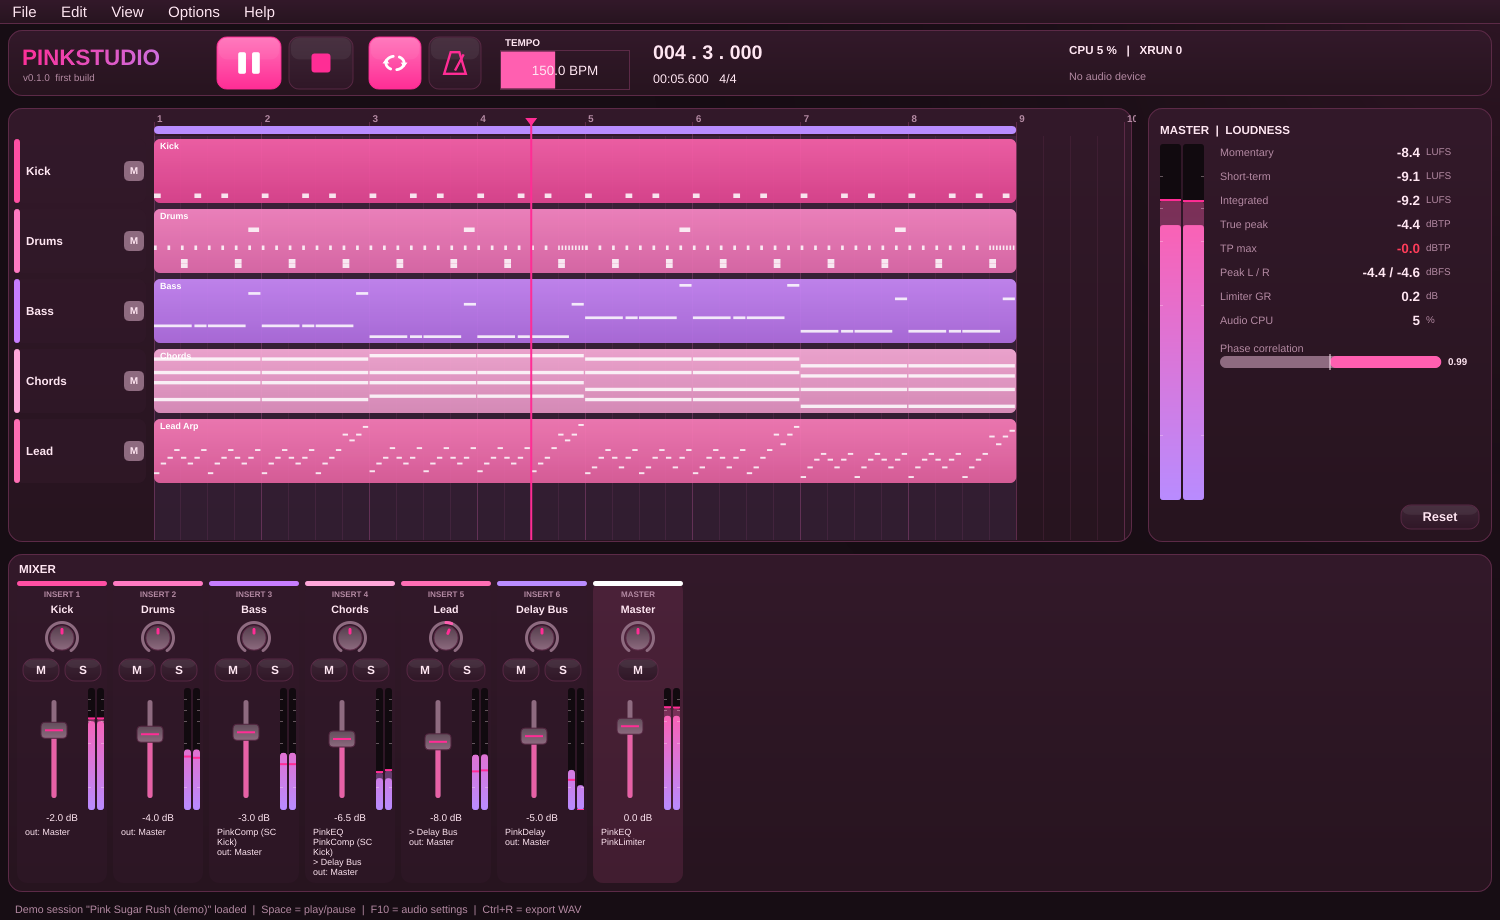 File Edit View Options Help
PINKSTUDIO
v0.1.0 first build
TEMPO
150.0 BPM
004 . 3 . 000
00:05.600 4/4
CPU 5 % | XRUN 0
No audio device
1 2 3 4 5 6 7 8 9 10
Kick M
Kick
Drums M
Drums
Bass M
Bass
Chords M
Chords
Lead M
Lead Arp
MASTER | LOUDNESS
Momentary -8.4 LUFS
Short-term -9.1 LUFS
Integrated -9.2 LUFS
True peak -4.4 dBTP
TP max -0.0 dBTP
Peak L / R -4.4 / -4.6 dBFS
Limiter GR 0.2 dB
Audio CPU 5 %
Phase correlation
0.99
Reset
MIXER
INSERT 1
Kick
M S
-2.0 dB
out: Master
INSERT 2
Drums
M S
-4.0 dB
out: Master
INSERT 3
Bass
M S
-3.0 dB
PinkComp (SC
Kick)
out: Master
INSERT 4
Chords
M S
-6.5 dB
PinkEQ
PinkComp (SC
Kick)
> Delay Bus
out: Master
INSERT 5
Lead
M S
-8.0 dB
> Delay Bus
out: Master
INSERT 6
Delay Bus
M S
-5.0 dB
PinkDelay
out: Master
MASTER
Master
M
0.0 dB
PinkEQ
PinkLimiter
Demo session "Pink Sugar Rush (demo)" loaded | Space = play/pause | F10 = audio settings | Ctrl+R = export WAV